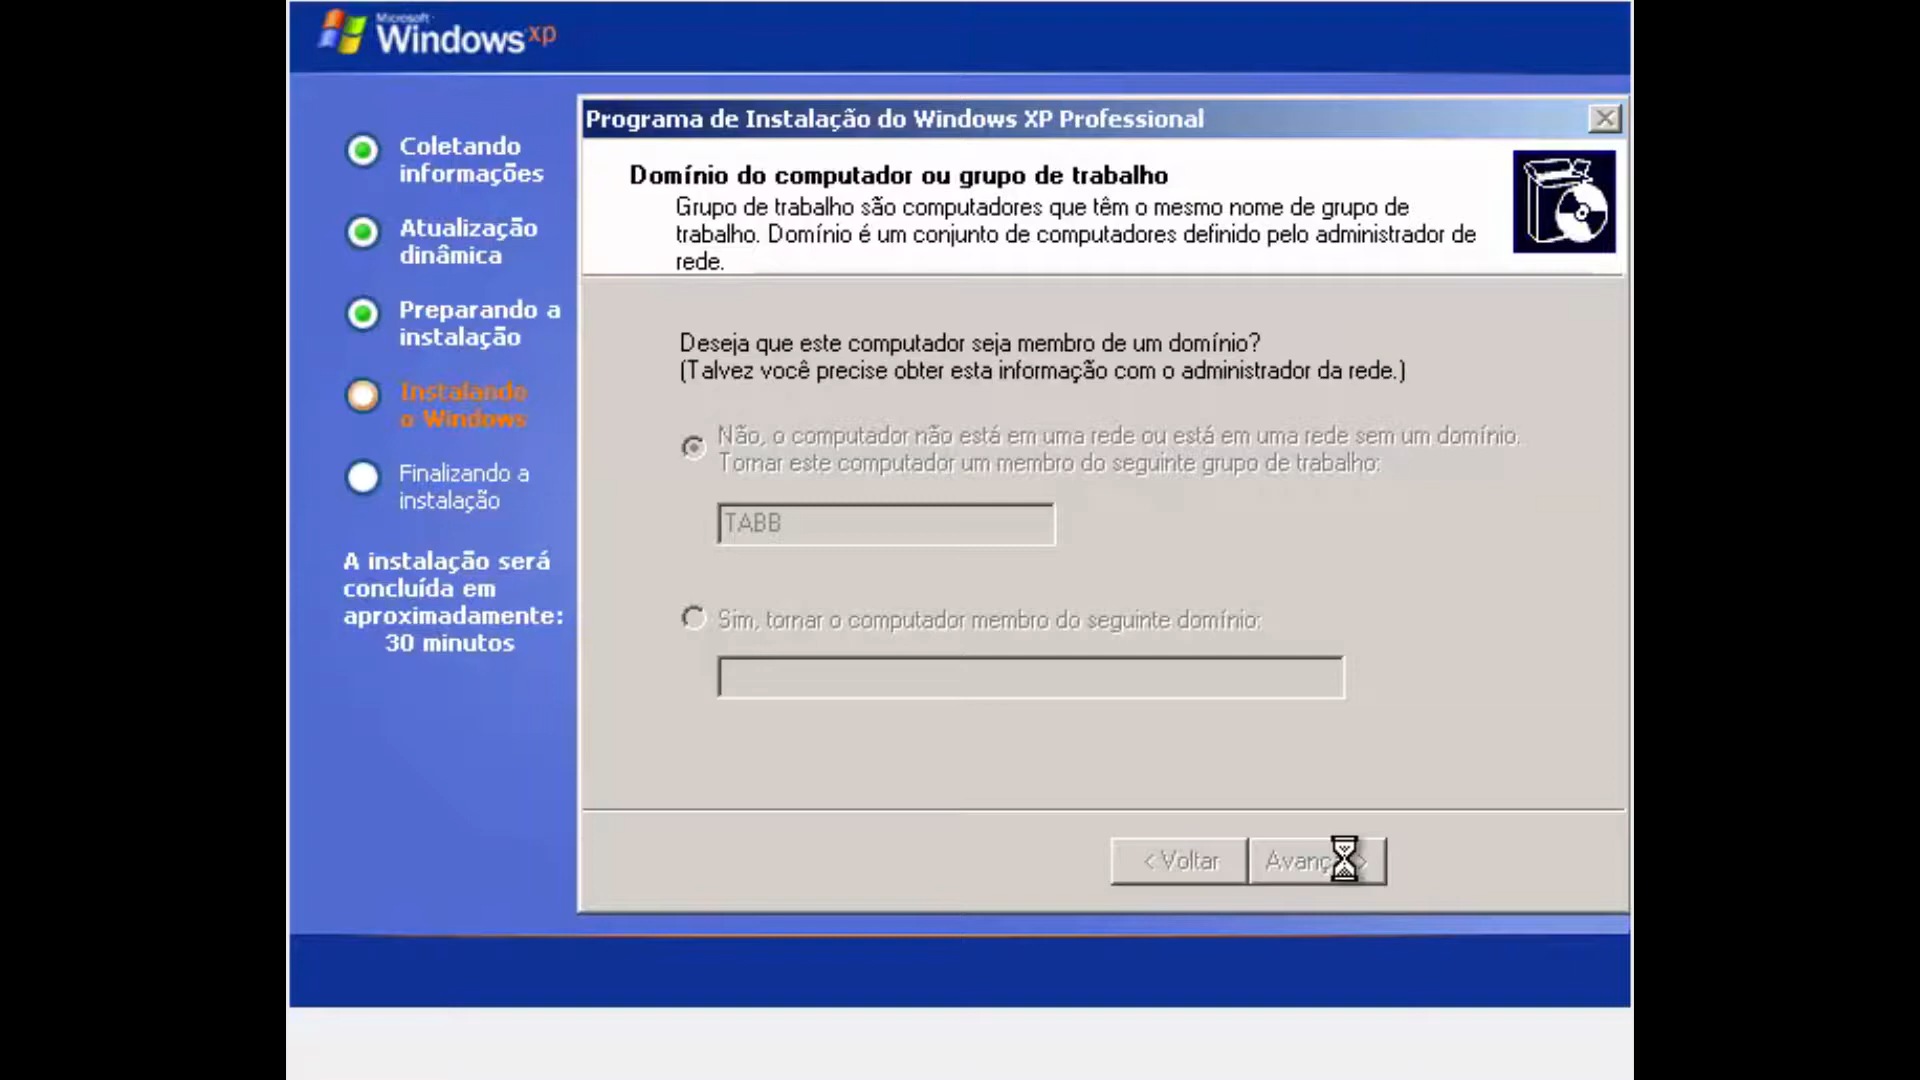 Microsoft
Windows xp
Coletando
informações
Atualização
dinâmica
Preparando a
instalação
Instalando
o Windows
Finalizando a
instalação
A instalação será
concluída em
aproximadamente:
30 minutos
Programa de Instalação do Windows XP Professional
Domínio do computador ou grupo de trabalho
Grupo de trabalho são computadores que têm o mesmo nome de grupo de
trabalho. Domínio é um conjunto de computadores definido pelo administrador de
rede.
Deseja que este computador seja membro de um domínio?
(Talvez você precise obter esta informação com o administrador da rede.)
Não, o computador não está em uma rede ou está em uma rede sem um domínio.
Tornar este computador um membro do seguinte grupo de trabalho:
TABB
Sim, tornar o computador membro do seguinte domínio:
< Voltar